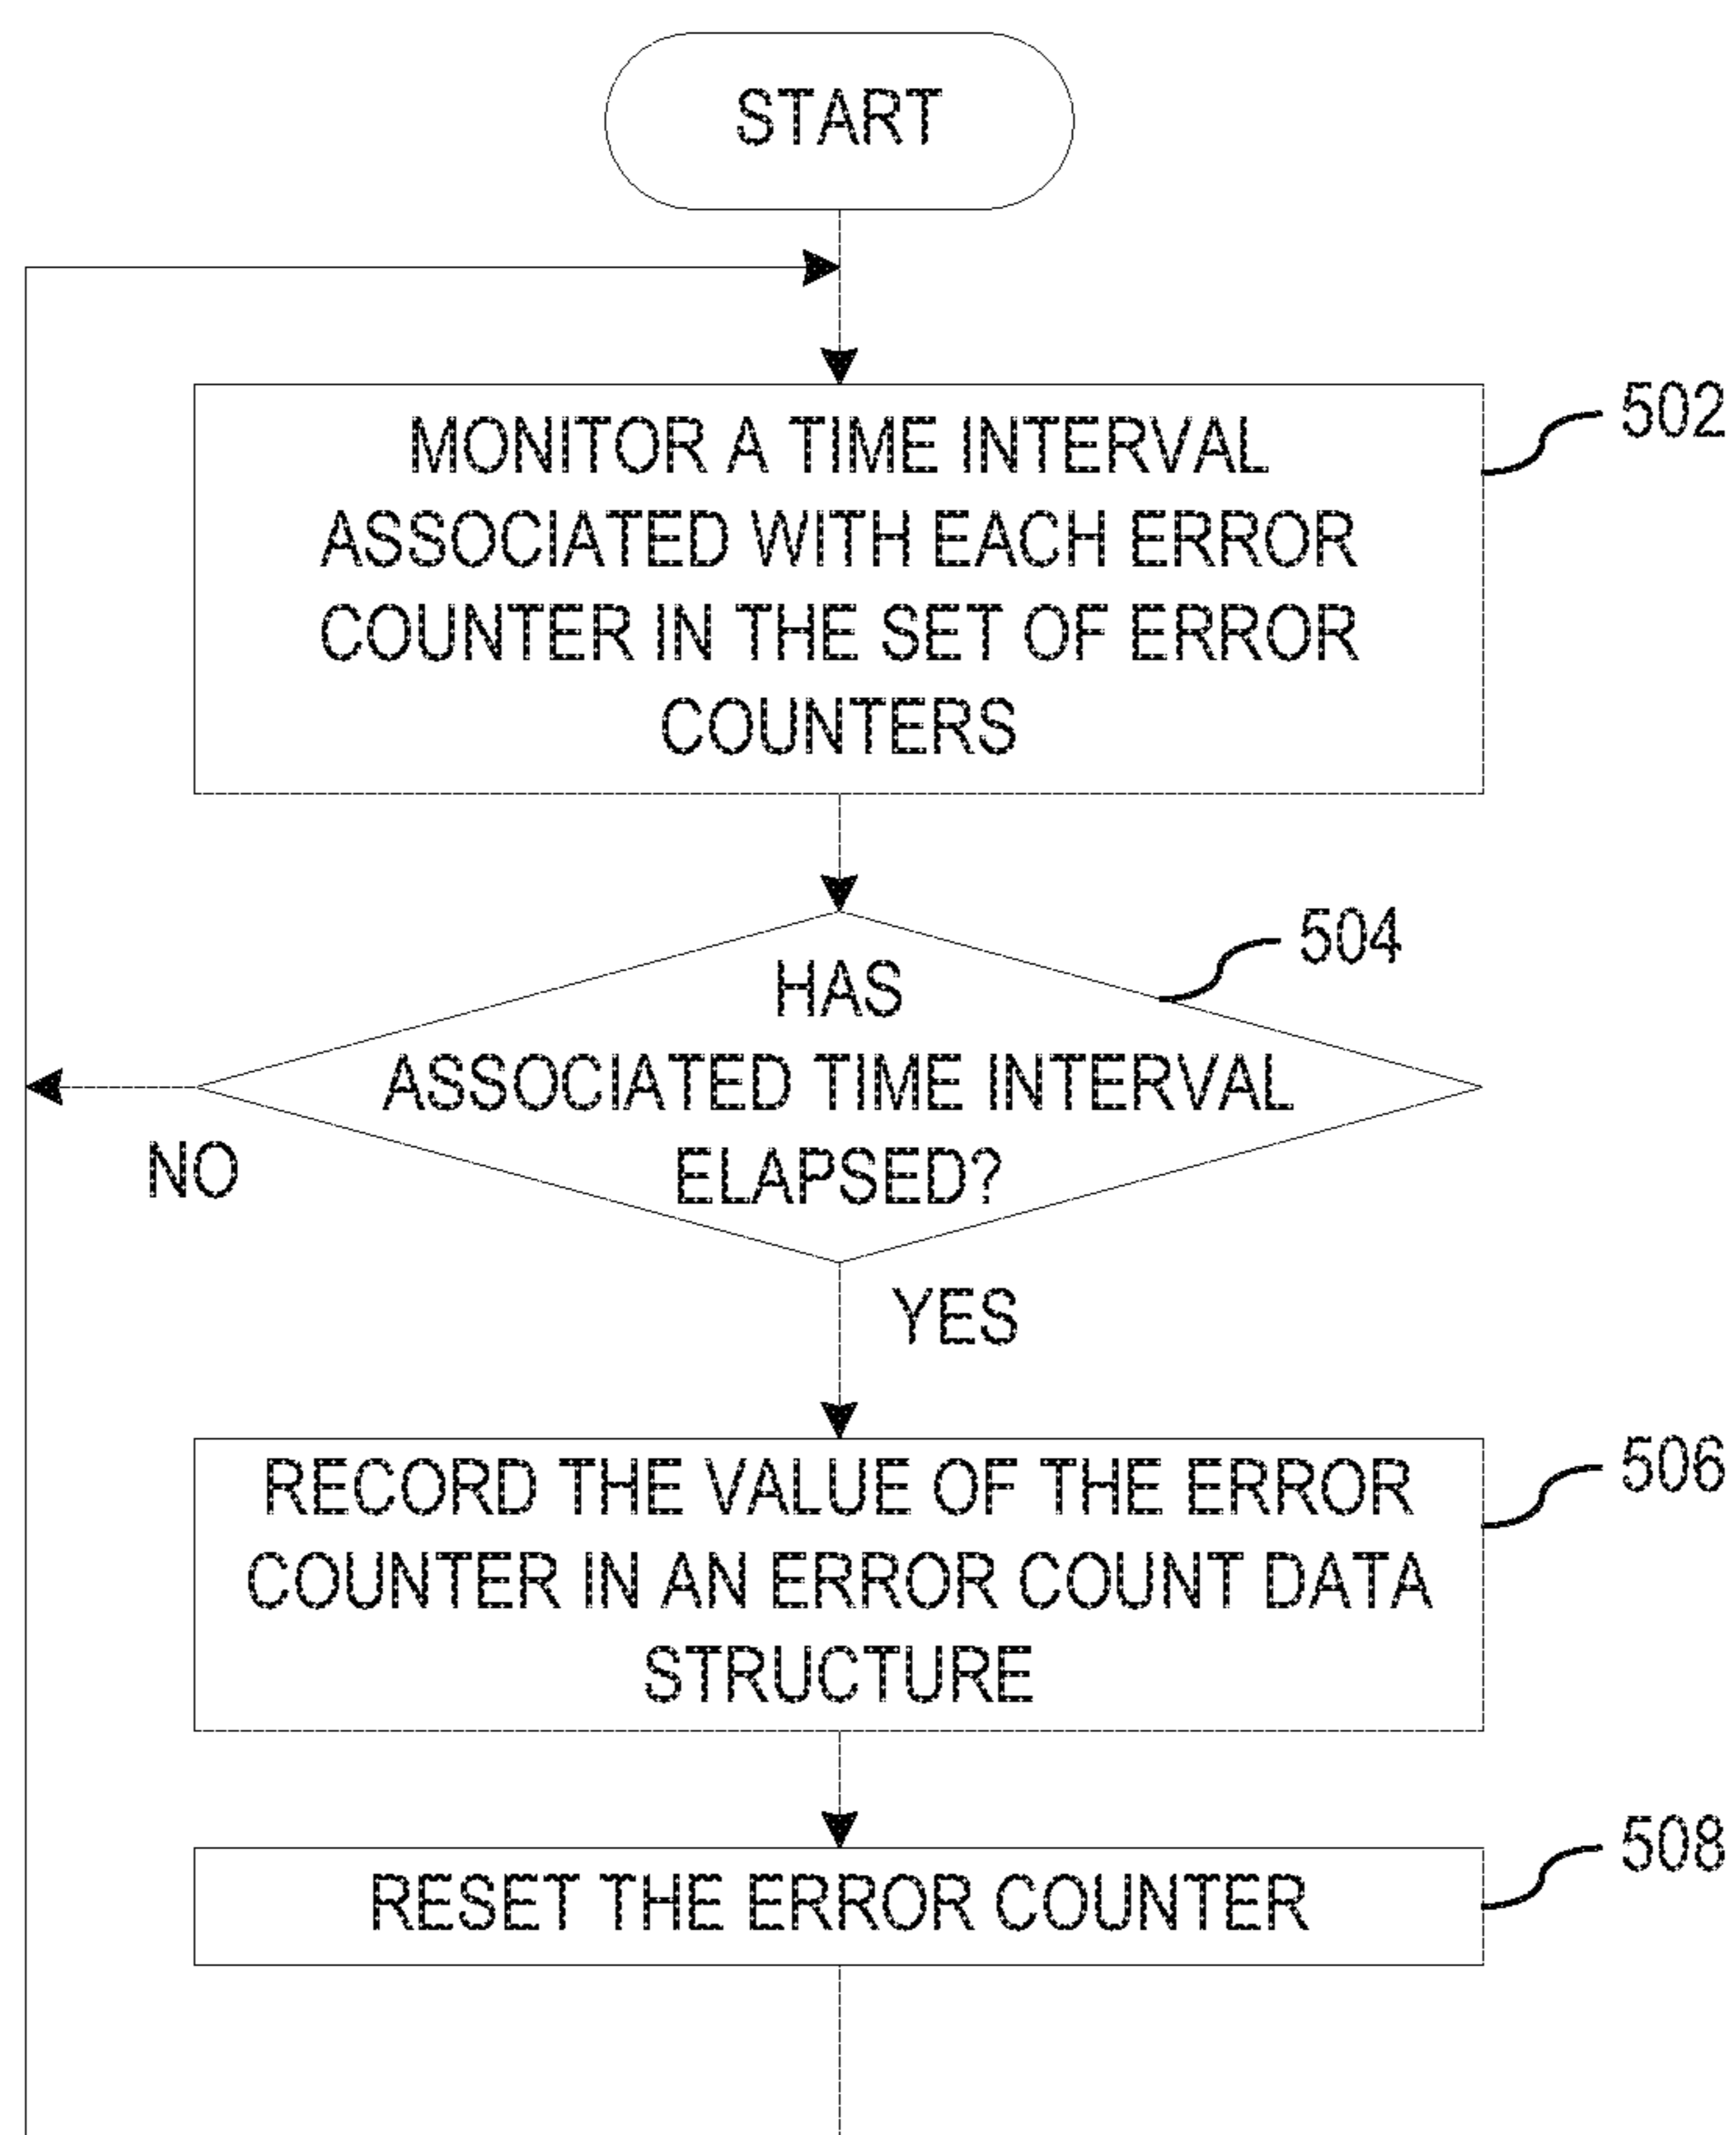 START
MONITOR A TIME INTERVAL
ASSOCIATED WITH EACH ERROR
COUNTER IN THE SET OF ERROR
COUNTERS
502
504
HAS
ASSOCIATED TIME INTERVAL
ELAPSED?
NO
YES
RECORD THE VALUE OF THE ERROR
COUNTER IN AN ERROR COUNT DATA
STRUCTURE
506
RESET THE ERROR COUNTER
508